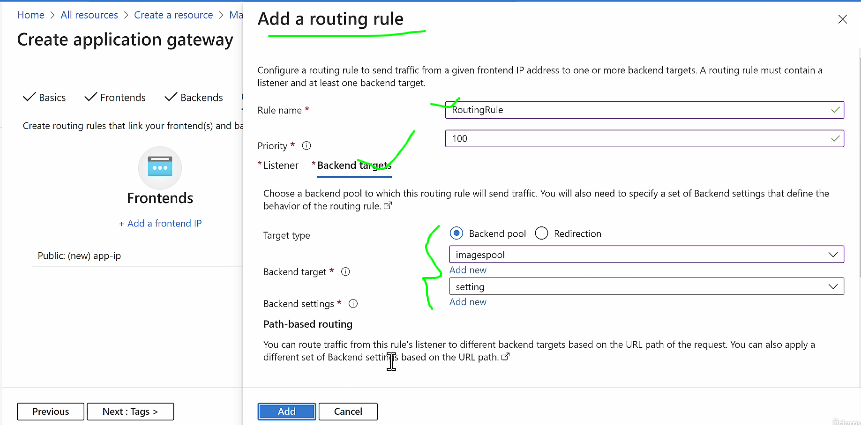 Home > All resources > Create a resource > Ma
Create application gateway
Basics
Frontends
Backends
Create routing rules that link your frontend(s) and ba
Frontends
+ Add a frontend IP
Public: (new) app-ip
Previous
Next : Tags >
Add a routing rule
Configure a routing rule to send traffic from a given frontend IP address to one or more backend targets. A routing rule must contain a
listener and at least one backend target.
Rule name *
RoutingRule
Priority *
100
* Listener
* Backend targets
Choose a backend pool to which this routing rule will send traffic. You will also need to specify a set of Backend settings that define the
behavior of the routing rule.
Target type
Backend pool
Redirection
Backend target *
imagespool
Add new
Backend settings *
setting
Add new
Path-based routing
You can route traffic from this rule's listener to different backend targets based on the URL path of the request. You can also apply a
different set of Backend settings based on the URL path.
Add
Cancel